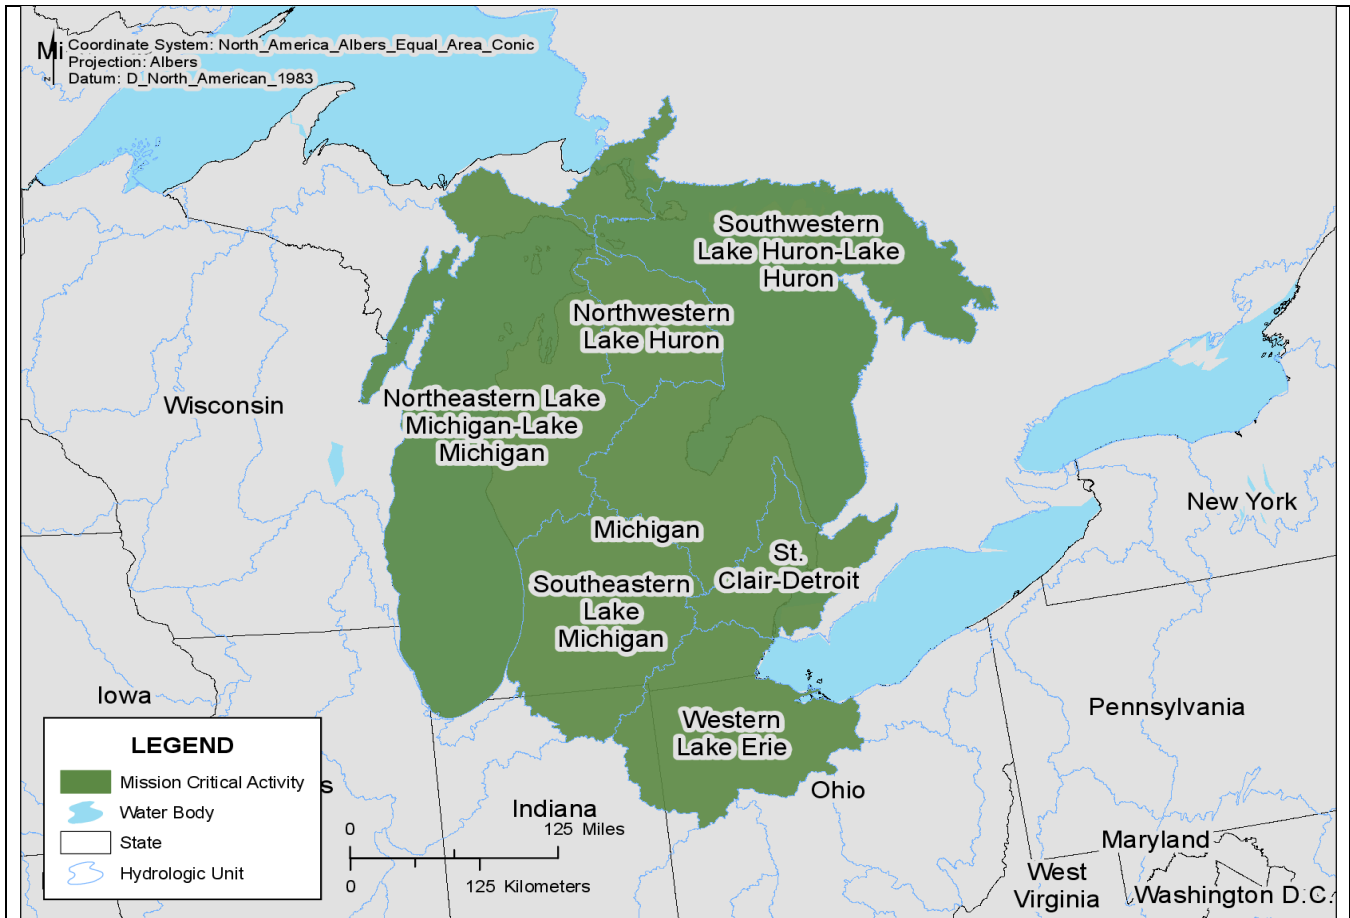 Mi
Coordinate System: North_America_Albers_Equal_Area_Conic
Projection: Albers
Datum: D_North_American_1983
N
Southwestern
Lake Huron-Lake
Huron
Northwestern
Lake Huron
Northeastern Lake
Michigan-Lake
Michigan
Wisconsin
New York
Michigan
St.
Clair-Detroit
Southeastern
Lake
Michigan
Iowa
Pennsylvania
Western
Lake Erie
LEGEND
Mission Critical Activity
Water Body
State
Hydrologic Unit
s
Indiana
Ohio
0
125 Miles
0
125 Kilometers
Maryland
West
Virginia
Washington D.C.